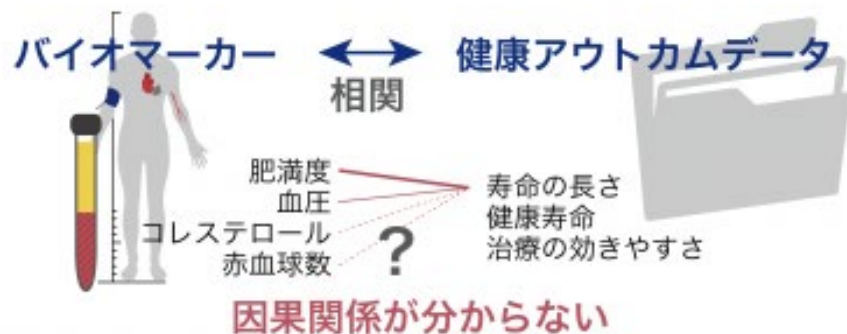 バイオマーカー
健康アウトカムデータ
相関
肥満度
血圧
コレステロール
赤血球数
?
寿命の長さ
健康寿命
治療の効きやすさ
因果関係が分からない